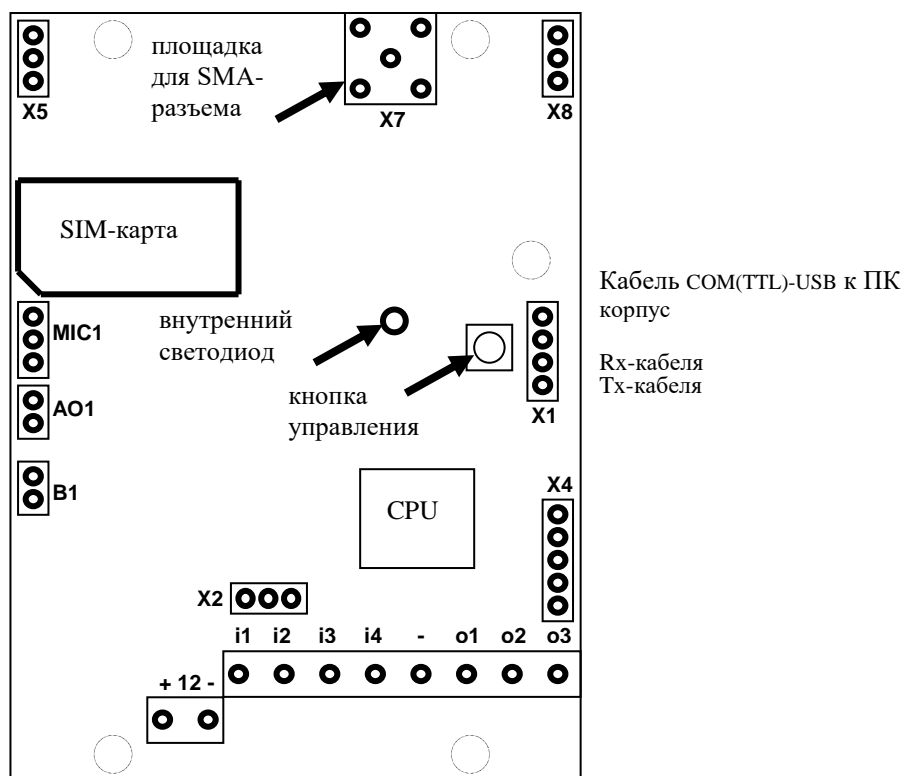 площадка
для SMA-
разъема
X5
X7
X8
SIM-карта
Кабель COM(TTL)-USB к ПК
корпус
MIC1
внутренний
светодиод
Rx-кабеля
Tx-кабеля
кнопка
управления
AO1
X1
B1
CPU
X4
X2
i1 i2 i3 i4 - o1 o2 o3
+ 12 -